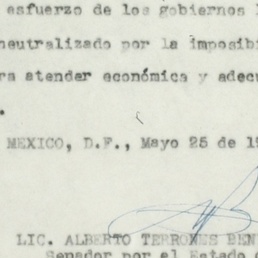 esfuerzo de los gobiernos
neutralizado por la imposibi
ra atender económica y adecu
.
MEXICO, D.F., Mayo 25 de 19
LIC. ALBERTO TERRONES BEN
Senador por el Estado